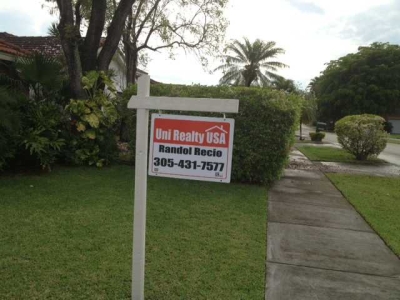 Uni Realty USA
Randol Recio
305-431-7577